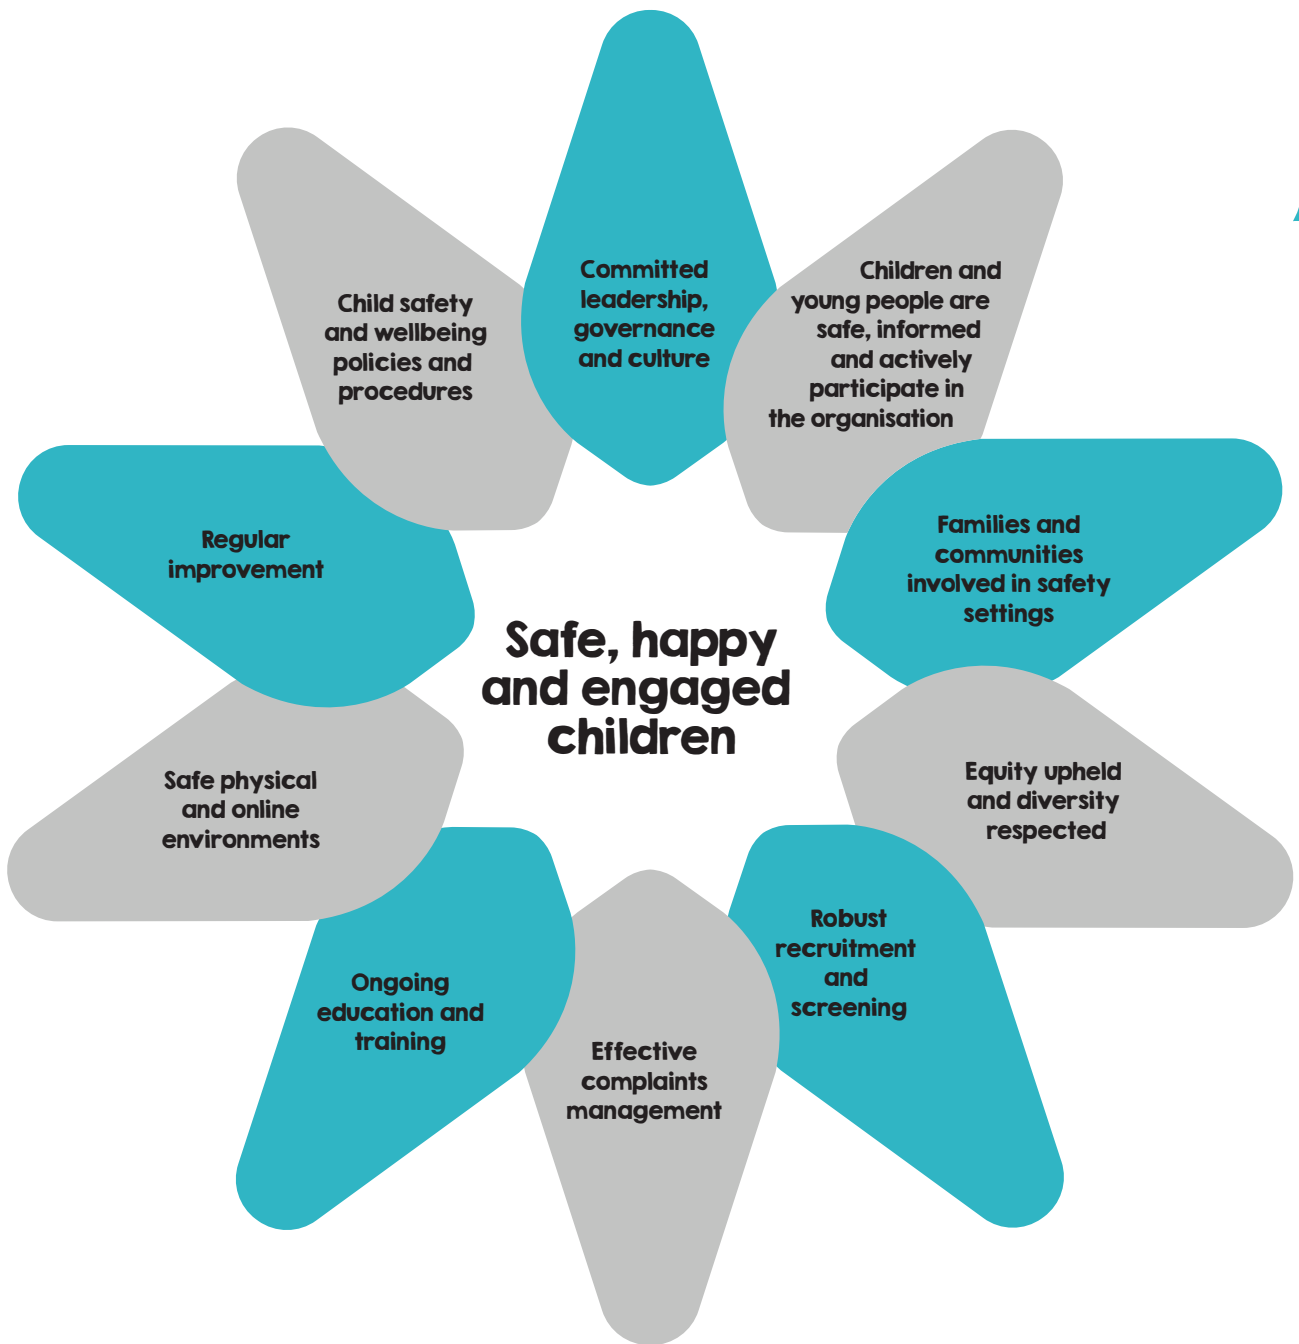 Committed
leadership,
governance
and culture
Children and
young people are
safe, informed
and actively
participate in
the organisation
Families and
communities
involved in safety
settings
Equity upheld
and diversity
respected
Robust
recruitment
and
screening
Effective
complaints
management
Ongoing
education and
training
Safe physical
and online
environments
Regular
improvement
Child safety
and wellbeing
policies and
procedures
Safe, happy
and engaged
children